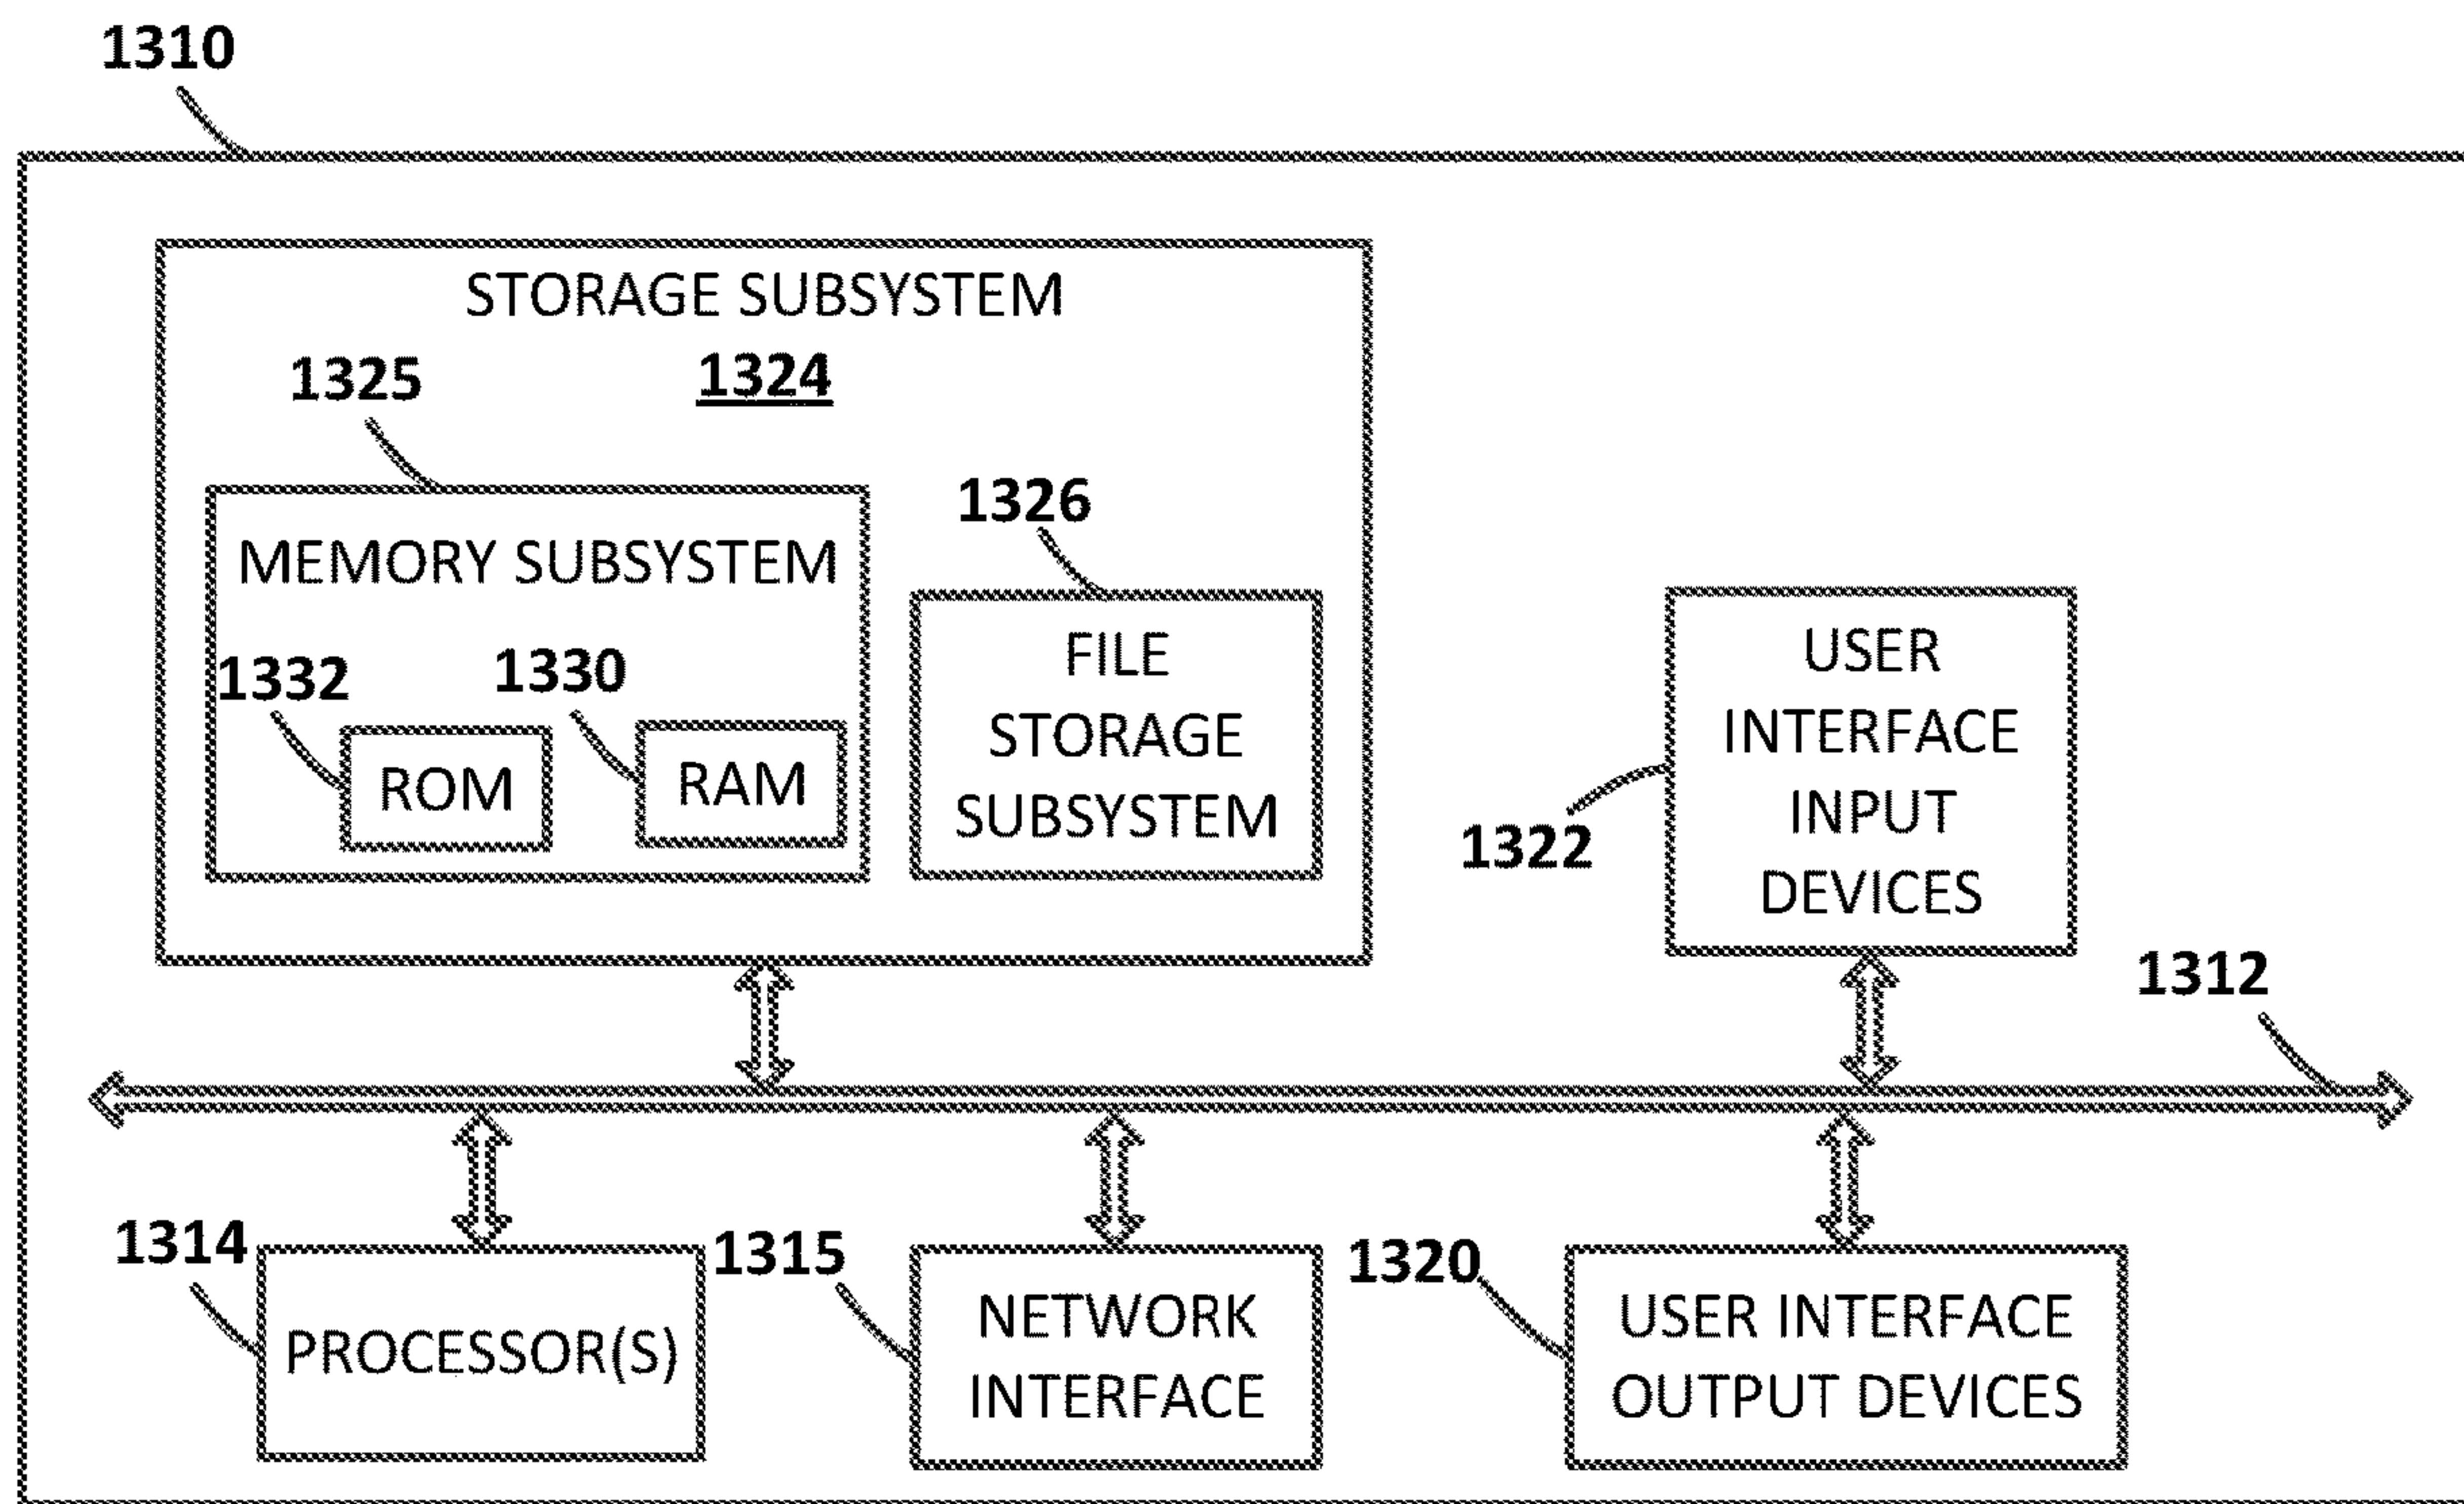 1310
STORAGE SUBSYSTEM
1324
1325
MEMORY SUBSYSTEM
1332
1330
ROM
RAM
1326
FILE
STORAGE
SUBSYSTEM
USER
INTERFACE
INPUT
DEVICES
1322
1312
1314
PROCESSOR(S)
1315
NETWORK
INTERFACE
1320
USER INTERFACE
OUTPUT DEVICES